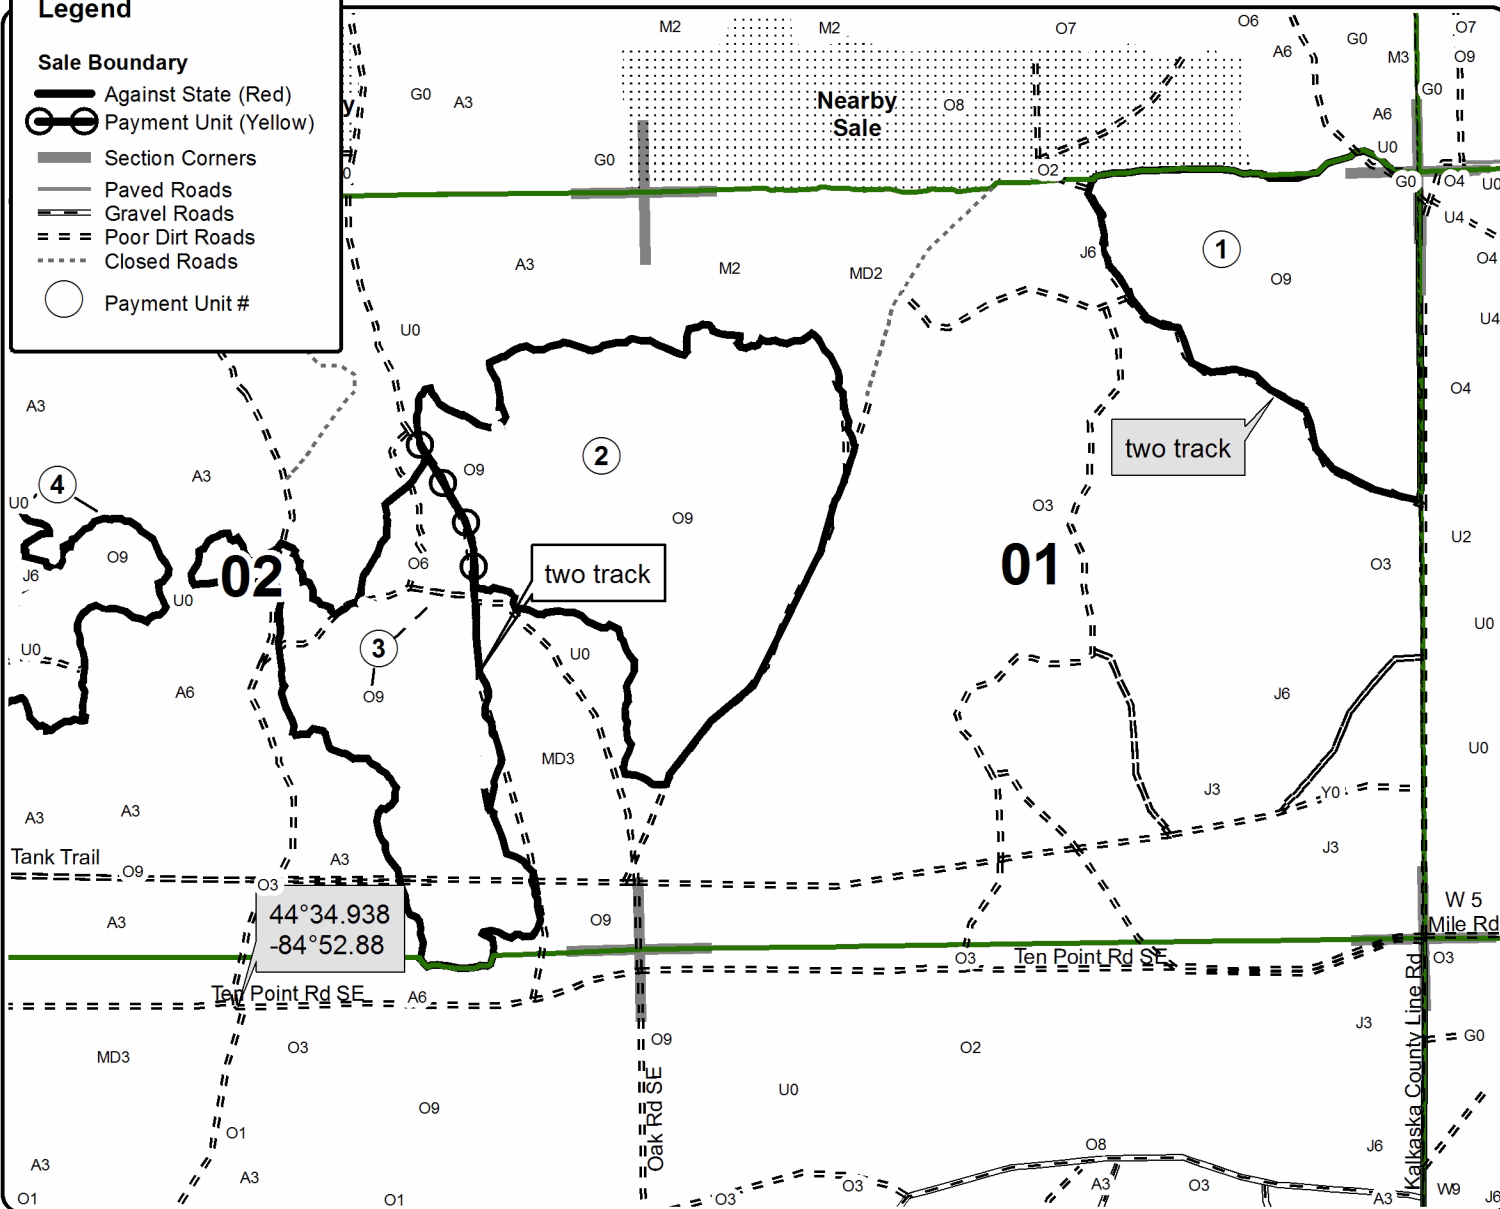 Legend
Sale Boundary
Against State (Red)
Payment Unit (Yellow)
Section Corners
Paved Roads
Gravel Roads
Poor Dirt Roads
Closed Roads
Payment Unit #
y
0
M2
M2
O7
O6
G0
O7
A6
M3
O9
G0
A3
Nearby
Sale
O8
G0
A6
G0
U0
O2
G0
O4
U0
U4
1
J6
O9
O4
A3
M2
MD2
U4
U0
O4
A3
two track
2
O9
A3
4
U0
O9
O3
U2
O9
02
O6
two track
01
O3
J6
U0
U0
3
U0
U0
O9
A6
J6
MD3
U0
J3
Y0
A3
A3
J3
Tank Trail
O9
A3
O3
44°34.938
-84°52.88
A3
O9
W 5
Mile Rd
O3
Ten Point Rd SE
O3
Ten Point Rd SE
A6
Kalkaska County Line Rd
J3
G0
MD3
O3
O9
O2
Oak Rd SE
U0
O9
O1
O8
J6
A3
A3
O1
O1
O3
O3
A3
O3
A3
W9
J6